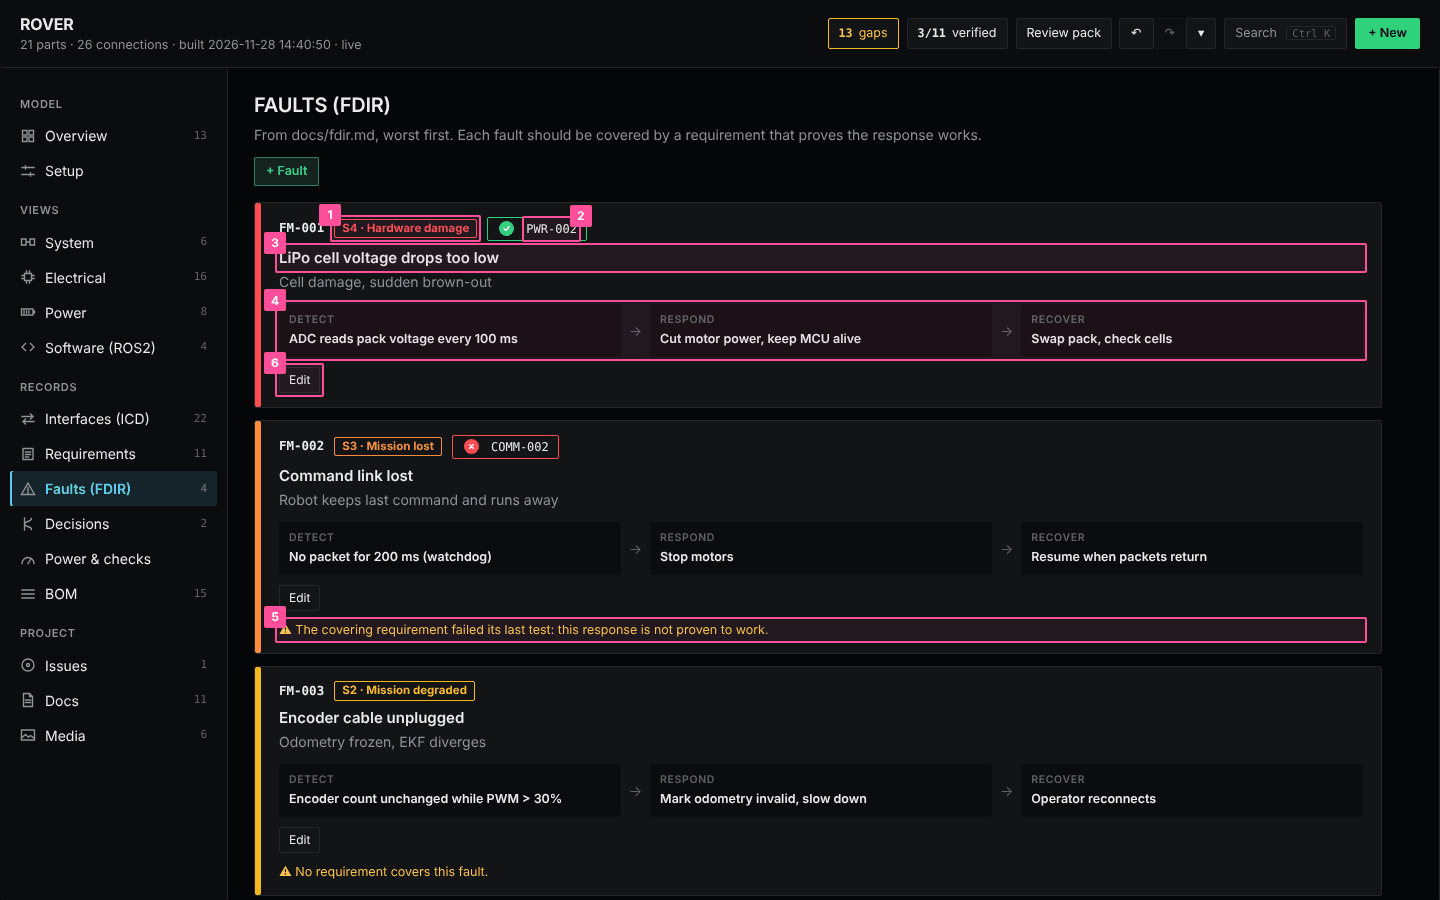 ROVER
21 parts · 26 connections · built 2026-11-28 14:40:50 · live
13 gaps
3/11 verified
Review pack
Search Ctrl K
+ New
MODEL
Overview 13
Setup
VIEWS
System 6
Electrical 16
Power 8
Software (ROS2) 4
RECORDS
Interfaces (ICD) 22
Requirements 11
Faults (FDIR) 4
Decisions 2
Power & checks
BOM 15
PROJECT
Issues 1
Docs 11
Media 6
FAULTS (FDIR)
From docs/fdir.md, worst first. Each fault should be covered by a requirement that proves the response works.
+ Fault
1
2
FM-001 S4 · Hardware damage PWR-002
3
LiPo cell voltage drops too low
Cell damage, sudden brown-out
4
DETECT → RESPOND → RECOVER
ADC reads pack voltage every 100 ms Cut motor power, keep MCU alive Swap pack, check cells
6
Edit
FM-002 S3 · Mission lost COMM-002
Command link lost
Robot keeps last command and runs away
DETECT → RESPOND → RECOVER
No packet for 200 ms (watchdog) Stop motors Resume when packets return
Edit
5
⚠ The covering requirement failed its last test: this response is not proven to work.
FM-003 S2 · Mission degraded
Encoder cable unplugged
Odometry frozen, EKF diverges
DETECT → RESPOND → RECOVER
Encoder count unchanged while PWM > 30% Mark odometry invalid, slow down Operator reconnects
Edit
⚠ No requirement covers this fault.